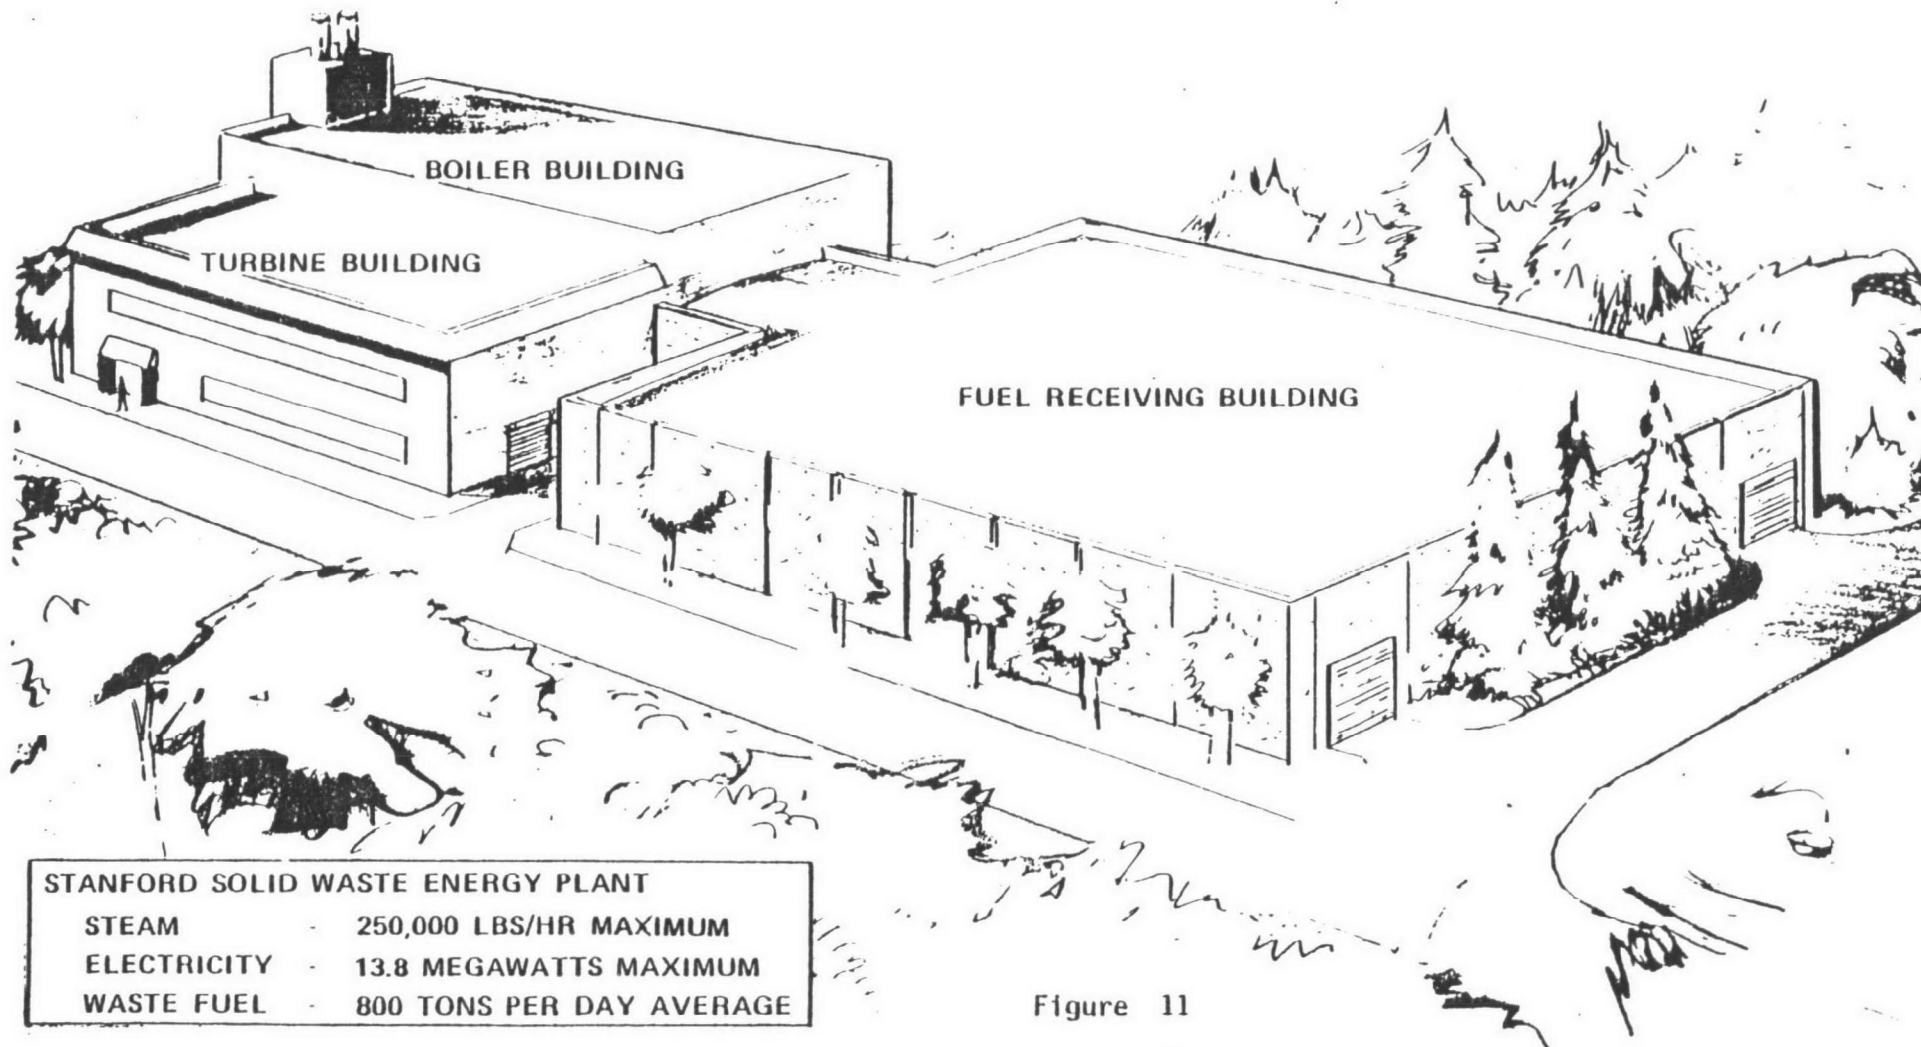 BOILER BUILDING
TURBINE BUILDING
FUEL RECEIVING BUILDING
STANFORD SOLID WASTE ENERGY PLANT
STEAM - 250,000 LBS/HR MAXIMUM
ELECTRICITY - 13.8 MEGAWATTS MAXIMUM
WASTE FUEL - 800 TONS PER DAY AVERAGE
Figure 11